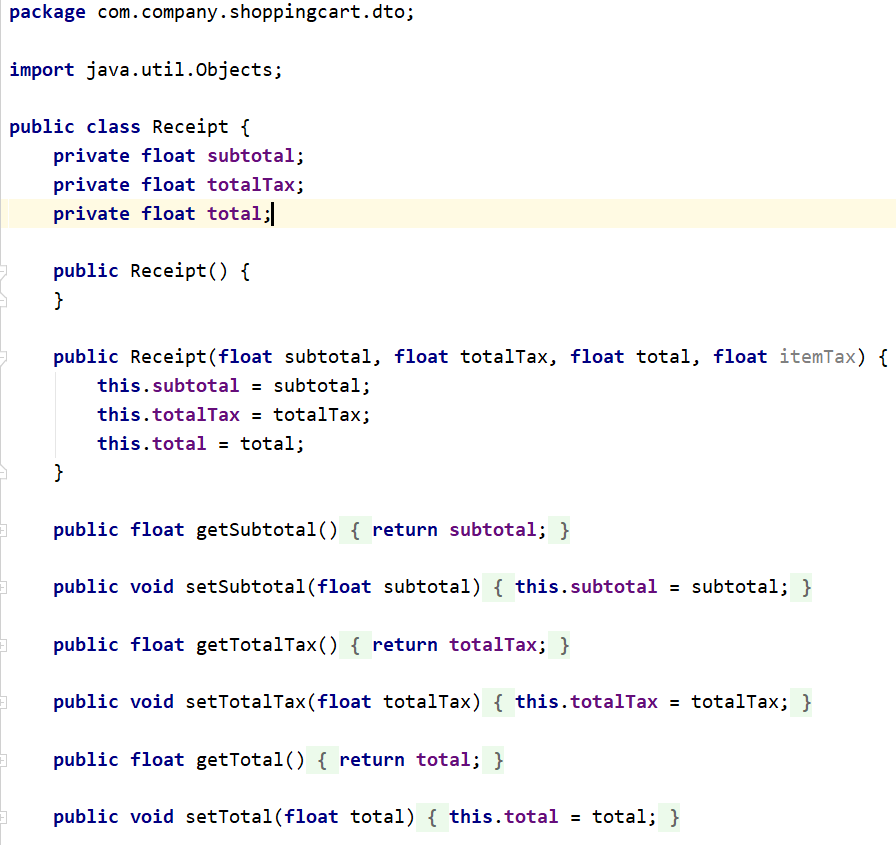 package com.company.shoppingcart.dto;
import java.util.Objects;
public class Receipt {
private float subtotal;
private float totalTax;
private float total;
public Receipt() {
}
public Receipt(float subtotal, float totalTax, float total, float itemTax) {
this.subtotal = subtotal;
this.totalTax = totalTax;
this.total = total;
}
public float getSubtotal() { return subtotal; }
public void setSubtotal(float subtotal) { this.subtotal = subtotal; }
public float getTotalTax() { return totalTax; }
public void setTotalTax(float totalTax) { this.totalTax = totalTax; }
public float getTotal() { return total; }
public void setTotal(float total) { this.total = total; }